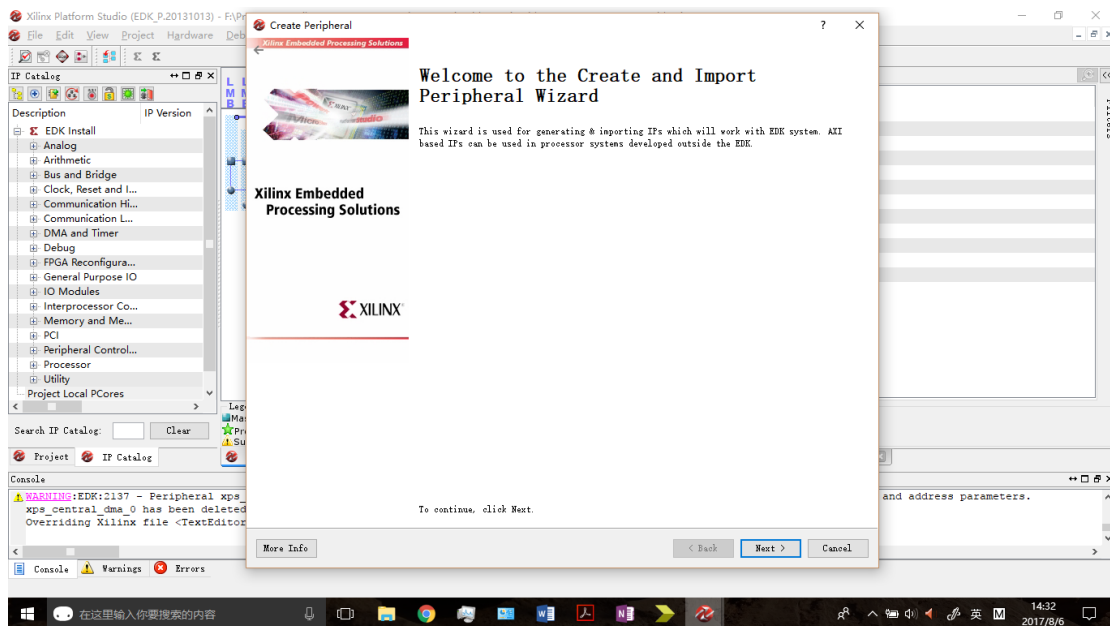 Xilinx Platform Studio (EDK_P.20131013) - F:\Pr
File Edit View Project Hardware Deb
IP Catalog
Description IP Version
EDK Install
Analog
Arithmetic
Bus and Bridge
Clock, Reset and I...
Communication Hi...
Communication L...
DMA and Timer
Debug
FPGA Reconfigura...
General Purpose IO
IO Modules
Interprocessor Co...
Memory and Me...
PCI
Peripheral Control...
Processor
Utility
Project Local PCores
Search IP Catalog: Clear
Project IP Catalog
Console
WARNING:EDK:2137 - Peripheral xps_
xps_central_dma_0 has been deleted
Overriding Xilinx file <TextEditor
and address parameters.
Console Warnings Errors
L L
M M
B B
Leg
Mas
Pr
Su
Create Peripheral
Xilinx Embedded Processing Solutions
Xilinx Embedded
Processing Solutions
XILINX
Welcome to the Create and Import
Peripheral Wizard
This wizard is used for generating & importing IPs which will work with EDK system. AXI
based IPs can be used in processor systems developed outside the EDK.
To continue, click Next.
More Info < Back Next > Cancel
在这里输入你要搜索的内容
英
M
14:32
2017/8/6